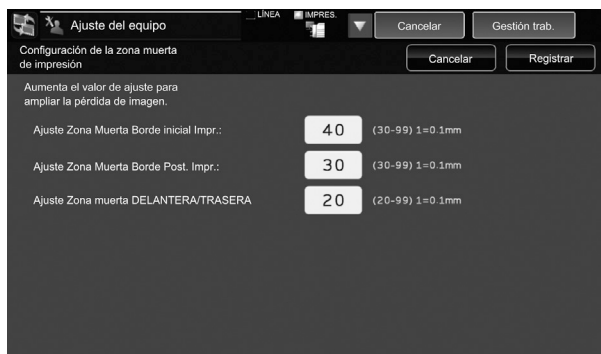 Ajuste del equipo
LÍNEA
IMPRES.
Cancelar
Gestión trab.
Configuración de la zona muerta
de impresión
Cancelar
Registrar
Aumenta el valor de ajuste para
ampliar la pérdida de imagen.
Ajuste Zona Muerta Borde inicial Impr.: 40 (30-99) 1=0.1mm
Ajuste Zona Muerta Borde Post. Impr.: 30 (30-99) 1=0.1mm
Ajuste Zona muerta DELANTERA/TRASERA 20 (20-99) 1=0.1mm